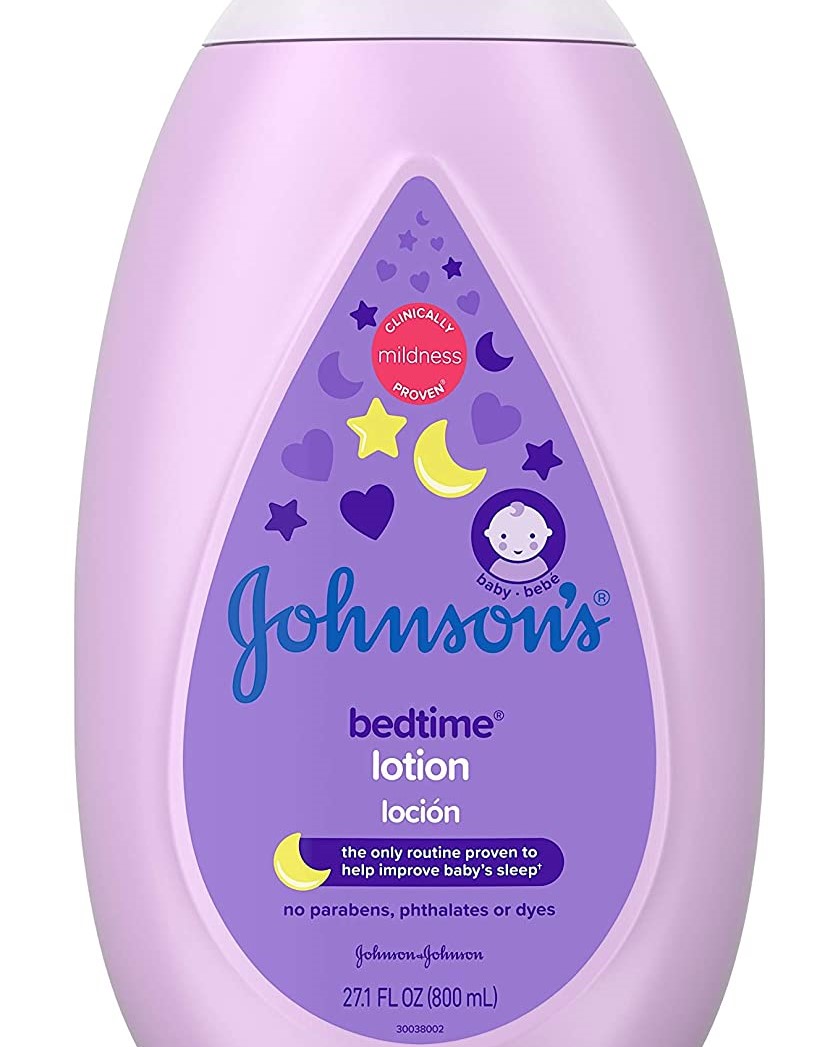 CLINICALLY
mildness
PROVEN®
baby · bebé
Johnson's®
bedtime®
lotion
loción
the only routine proven to
help improve baby's sleep†
no parabens, phthalates or dyes
Johnson+Johnson
27.1 FL OZ (800 mL)
30038002